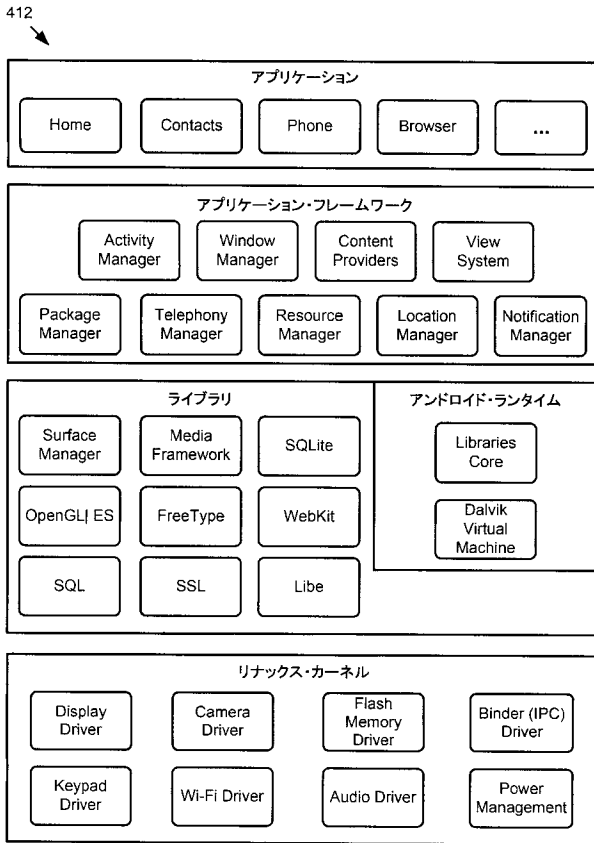 412
アプリケーション
Home Contacts Phone Browser ...
アプリケーション・フレームワーク
Activity Manager
Window Manager
Content Providers
View System
Package Manager
Telephony Manager
Resource Manager
Location Manager
Notification Manager
ライブラリ
Surface Manager
Media Framework
SQLite
OpenGL| ES
FreeType
WebKit
SQL
SSL
Libe
アンドロイド・ランタイム
Libraries Core
Dalvik Virtual Machine
リナックス・カーネル
Display Driver
Camera Driver
Flash Memory Driver
Binder (IPC) Driver
Keypad Driver
Wi-Fi Driver
Audio Driver
Power Management